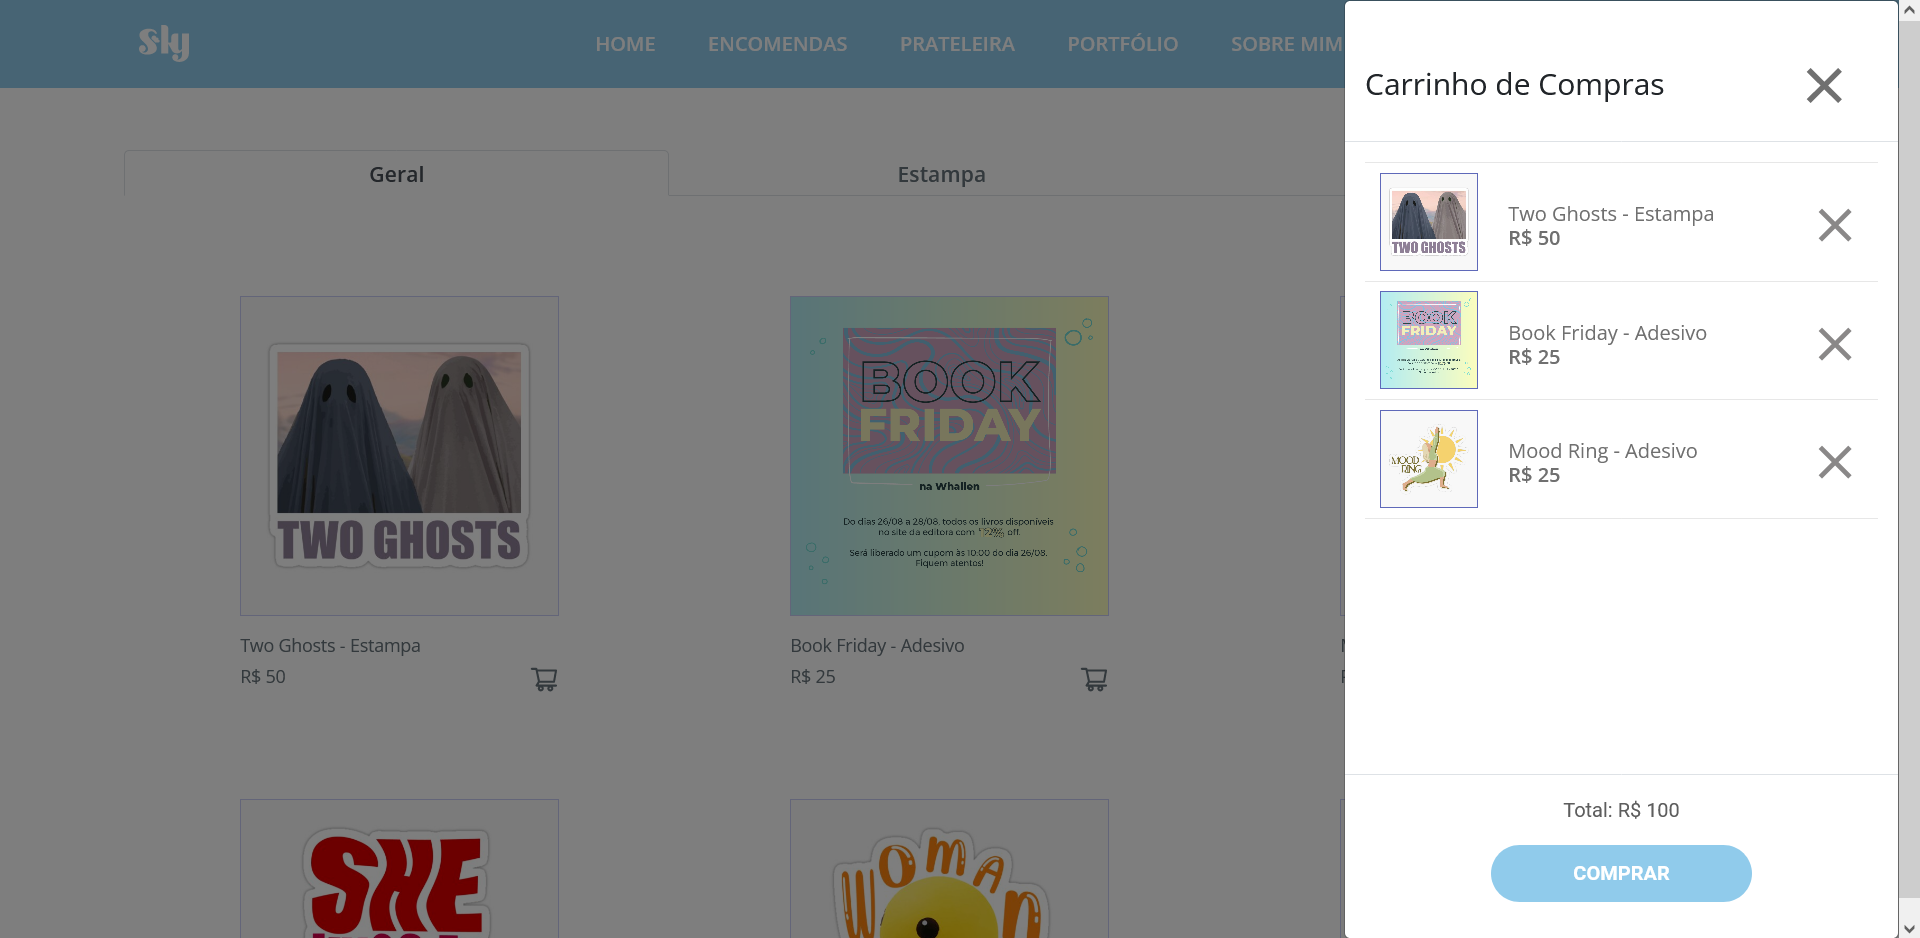 Sly
HOME
ENCOMENDAS
PRATELEIRA
PORTFÓLIO
SOBRE MIM
Geral
Estampa
TWO GHOSTS
Two Ghosts - Estampa
R$ 50
BOOK
FRIDAY
na Whallen
Do dias 26/08 a 28/08, todos os livros disponíveis
no site da editora com off.
Será liberado um cupom às 10:00 do dia 26/08.
Fiquem atentos!
Book Friday - Adesivo
R$ 25
SHE
WOMAN
Carrinho de Compras
TWO GHOSTS
Two Ghosts - Estampa
R$ 50
BOOK
FRIDAY
na Whallen
Book Friday - Adesivo
R$ 25
MOOD
RING
Mood Ring - Adesivo
R$ 25
Total: R$ 100
COMPRAR